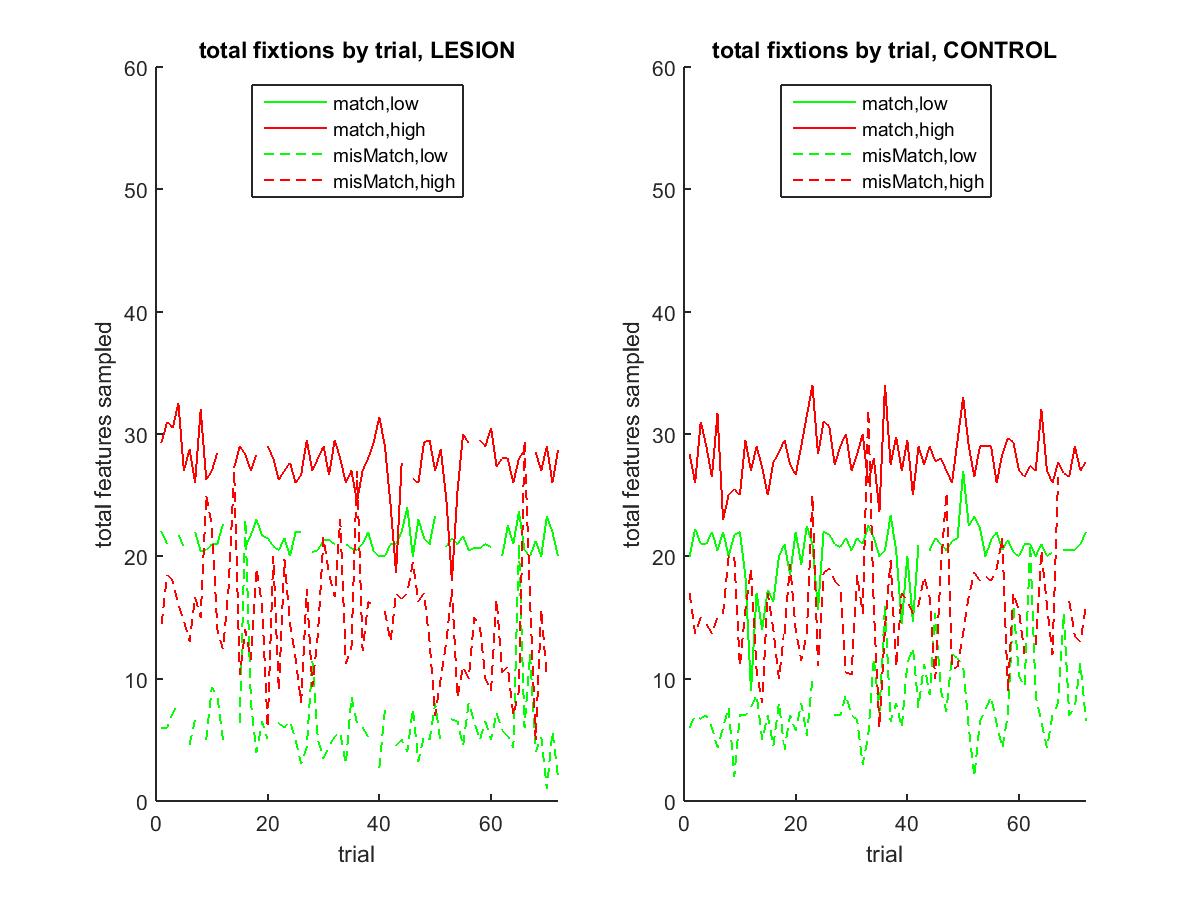 total fixtions by trial, LESION
match,low
match,high
misMatch,low
misMatch,high
60
50
40
30
20
10
0
total features sampled
0 20 40 60
trial
total fixtions by trial, CONTROL
match,low
match,high
misMatch,low
misMatch,high
60
50
40
30
20
10
0
total features sampled
0 20 40 60
trial